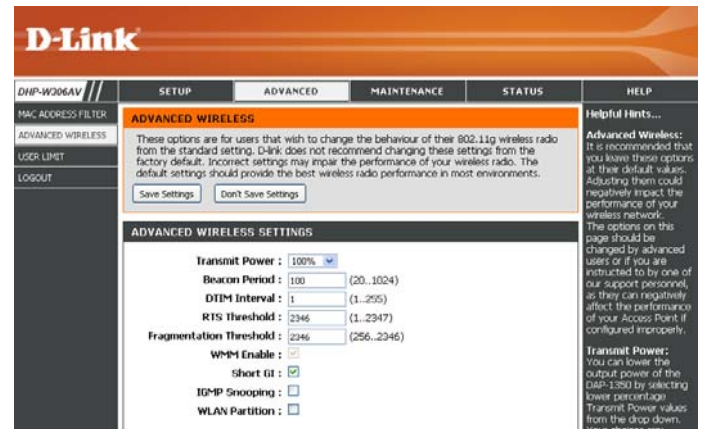 D-Link
DHP-W306AV
SETUP
ADVANCED
MAINTENANCE
STATUS
HELP
MAC ADDRESS FILTER
ADVANCED WIRELESS
USER LIMIT
LOGOUT
ADVANCED WIRELESS
These options are for users that wish to change the behaviour of their 802.11g wireless radio
from the standard setting. D-link does not recommend changing these settings from the
factory default. Incorrect settings may impair the performance of your wireless radio. The
default settings should provide the best wireless radio performance in most environments.
Save Settings
Don't Save Settings
ADVANCED WIRELESS SETTINGS
Transmit Power : 100%
Beacon Period : 100 (20..1024)
DTIM Interval : 1 (1..255)
RTS Threshold : 2346 (1..2347)
Fragmentation Threshold : 2346 (256..2346)
WMM Enable :
Short GI :
IGMP Snooping :
WLAN Partition :
Helpful Hints...
Advanced Wireless:
It is recommended that
you leave these options
at their default values.
Adjusting them could
negatively impact the
performance of your
wireless network.
The options on this
page should be
changed by advanced
users or if you are
instructed to by one of
our support personnel,
as they can negatively
affect the performance
of your Access Point if
configured improperly.
Transmit Power:
You can lower the
output power of the
DAP-1350 by selecting
lower percentage
Transmit Power values
from the drop down.